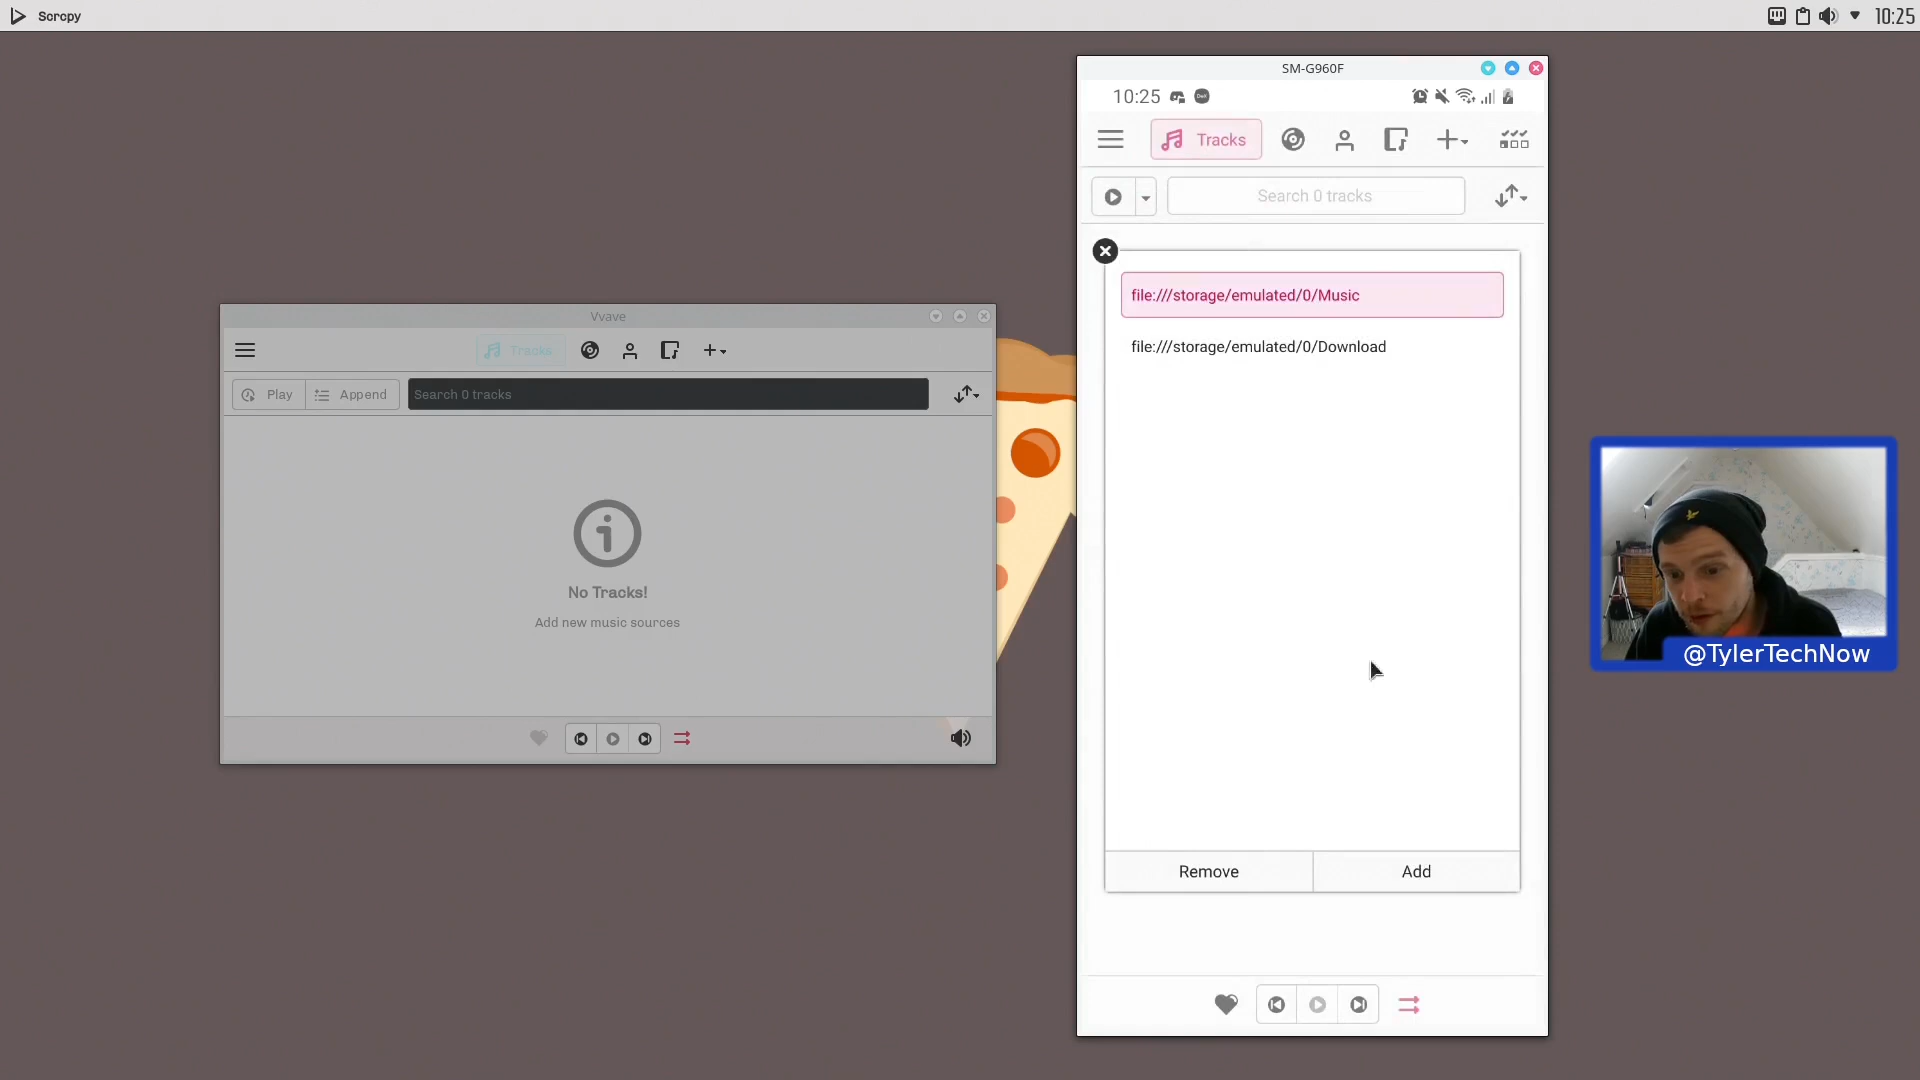 Scrcpy
10:25
SM-G960F
10:25
Tracks
Search 0 tracks
file:///storage/emulated/0/Music
file:///storage/emulated/0/Download
Remove
Add
Vvave
Tracks
Play
Append
Search 0 tracks
No Tracks!
Add new music sources
@TylerTechNow